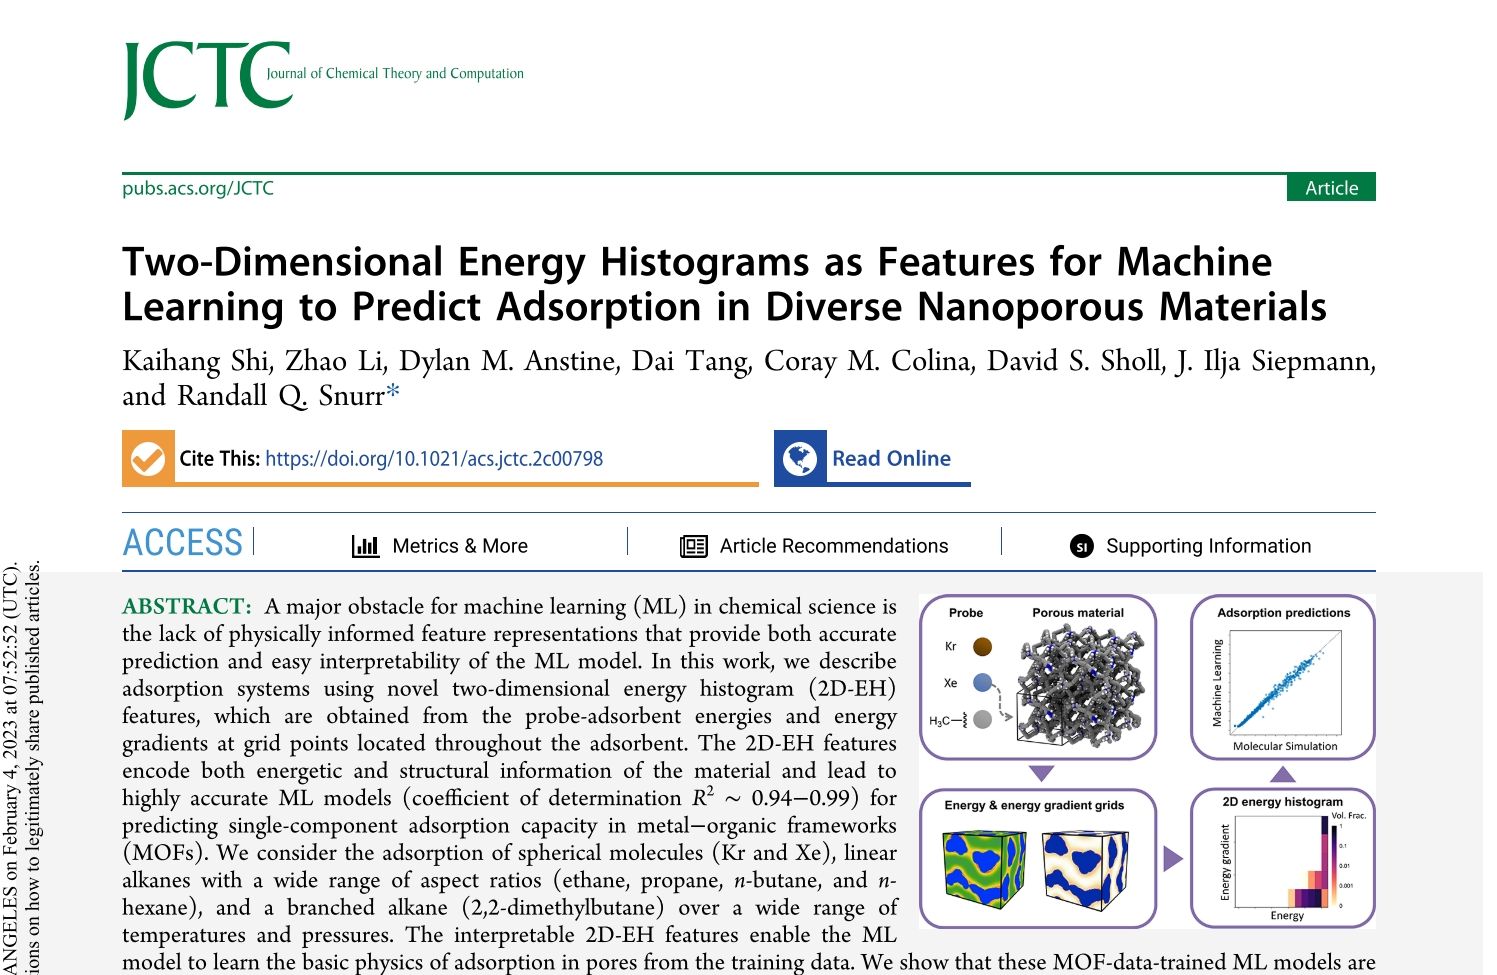 JCTC Journal of Chemical Theory and Computation
pubs.acs.org/JCTC
Article
Two-Dimensional Energy Histograms as Features for Machine
Learning to Predict Adsorption in Diverse Nanoporous Materials
Kaihang Shi, Zhao Li, Dylan M. Anstine, Dai Tang, Coray M. Colina, David S. Sholl, J. Ilja Siepmann,
and Randall Q. Snurr*
Cite This: https://doi.org/10.1021/acs.jctc.2c00798
Read Online
ACCESS
Metrics & More
Article Recommendations
SI Supporting Information
ABSTRACT: A major obstacle for machine learning (ML) in chemical science is
the lack of physically informed feature representations that provide both accurate
prediction and easy interpretability of the ML model. In this work, we describe
adsorption systems using novel two-dimensional energy histogram (2D-EH)
features, which are obtained from the probe-adsorbent energies and energy
gradients at grid points located throughout the adsorbent. The 2D-EH features
encode both energetic and structural information of the material and lead to
highly accurate ML models (coefficient of determination R² ∼ 0.94−0.99) for
predicting single-component adsorption capacity in metal−organic frameworks
(MOFs). We consider the adsorption of spherical molecules (Kr and Xe), linear
alkanes with a wide range of aspect ratios (ethane, propane, n-butane, and n-
hexane), and a branched alkane (2,2-dimethylbutane) over a wide range of
temperatures and pressures. The interpretable 2D-EH features enable the ML
model to learn the basic physics of adsorption in pores from the training data. We show that these MOF-data-trained ML models are
Probe
Porous material
Kr
Xe
H₃C
Adsorption predictions
Machine Learning
Molecular Simulation
Energy & energy gradient grids
2D energy histogram
Vol. Frac.
1
0.1
0.01
0.001
0
Energy gradient
Energy
ANGELES on February 4, 2023 at 07:52:52 (UTC).
ions on how to legitimately share published articles.